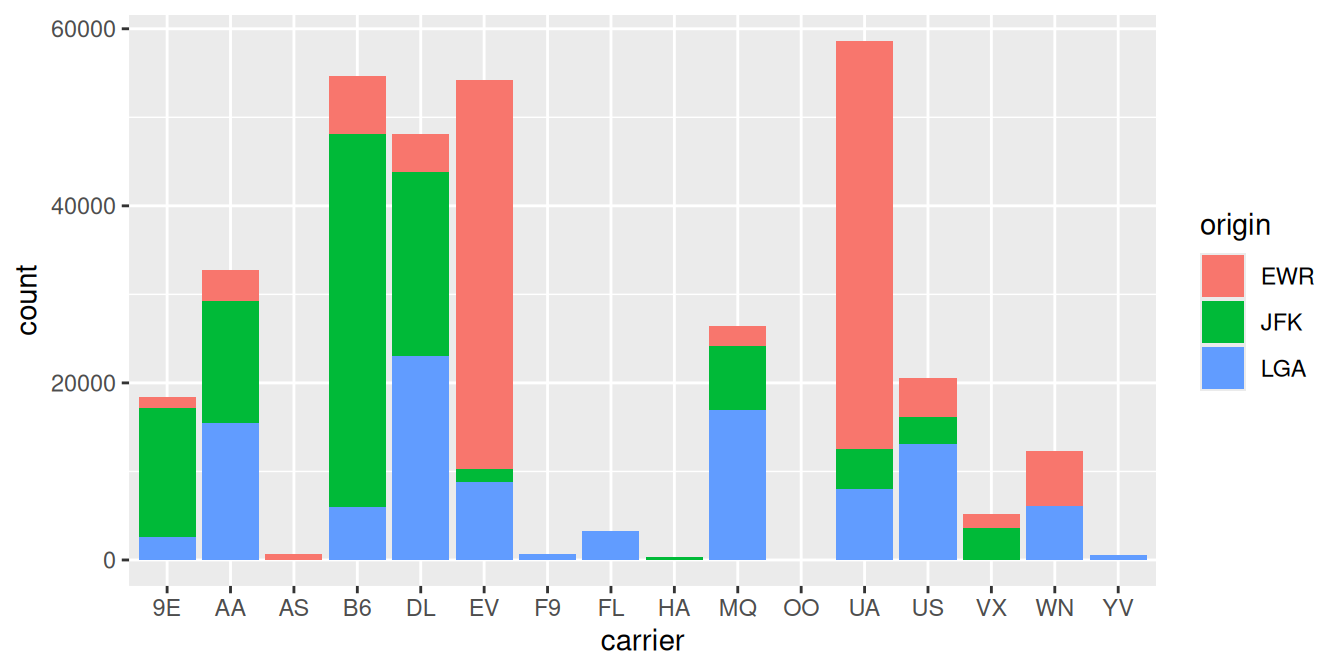 60000
40000
20000
0
count
9E AA AS B6 DL EV F9 FL HA MQ OO UA US VX WN YV
carrier
origin
EWR
JFK
LGA